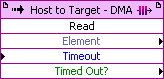 Host to Target - DMA
Read
Element
Timeout
Timed Out?